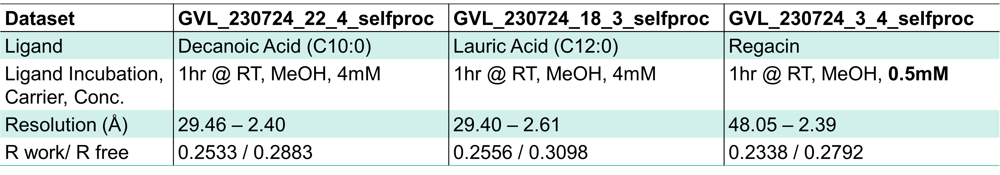 Dataset GVL_230724_22_4_selfproc GVL_230724_18_3_selfproc GVL_230724_3_4_selfproc
Ligand Decanoic Acid (C10:0) Lauric Acid (C12:0) Regacin
Ligand Incubation, 1hr @ RT, MeOH, 4mM 1hr @ RT, MeOH, 4mM 1hr @ RT, MeOH, 0.5mM
Carrier, Conc.
Resolution (Å) 29.46 – 2.40 29.40 – 2.61 48.05 – 2.39
R work/ R free 0.2533 / 0.2883 0.2556 / 0.3098 0.2338 / 0.2792